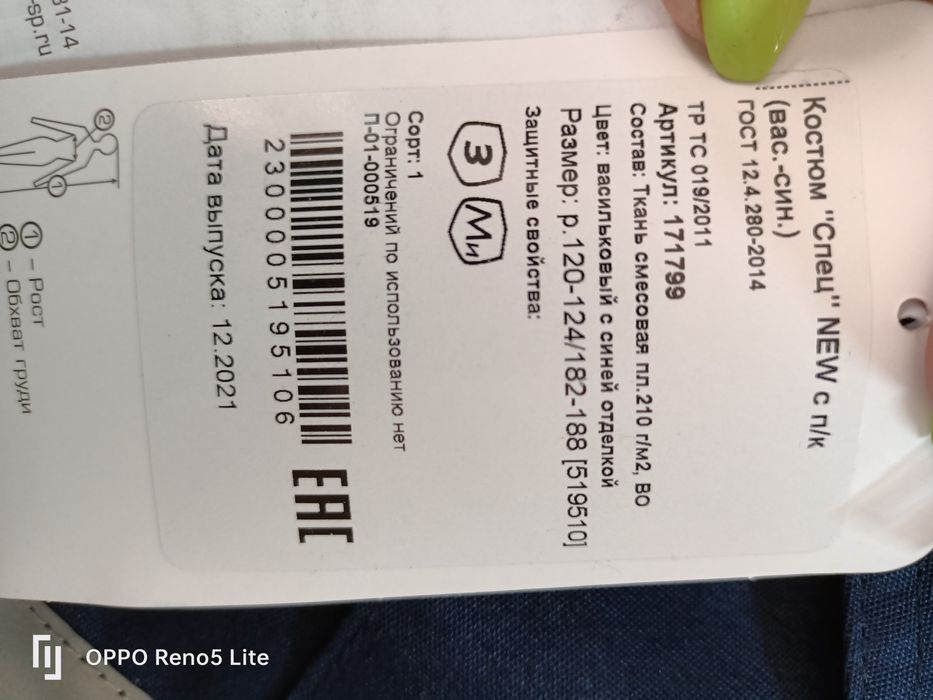 Костюм "Спец" NEW с п/к
(вас.-син.)
ГОСТ 12.4.280-2014
ТР ТС 019/2011
Артикул: 171799
Состав: Ткань смесовая пл.210 г/м2, ВО
Цвет: васильковый с синей отделкой
Размер: р.120-124/182-188 [519510]
Защитные свойства:
З Ми
Сорт: 1
Ограничений по использованию нет
П-01-000519
2300005195106
EAC
Дата выпуска: 12.2021
2
1
① – Рост
② – Обхват груди
31-14
-sp.ru
OPPO Reno5 Lite